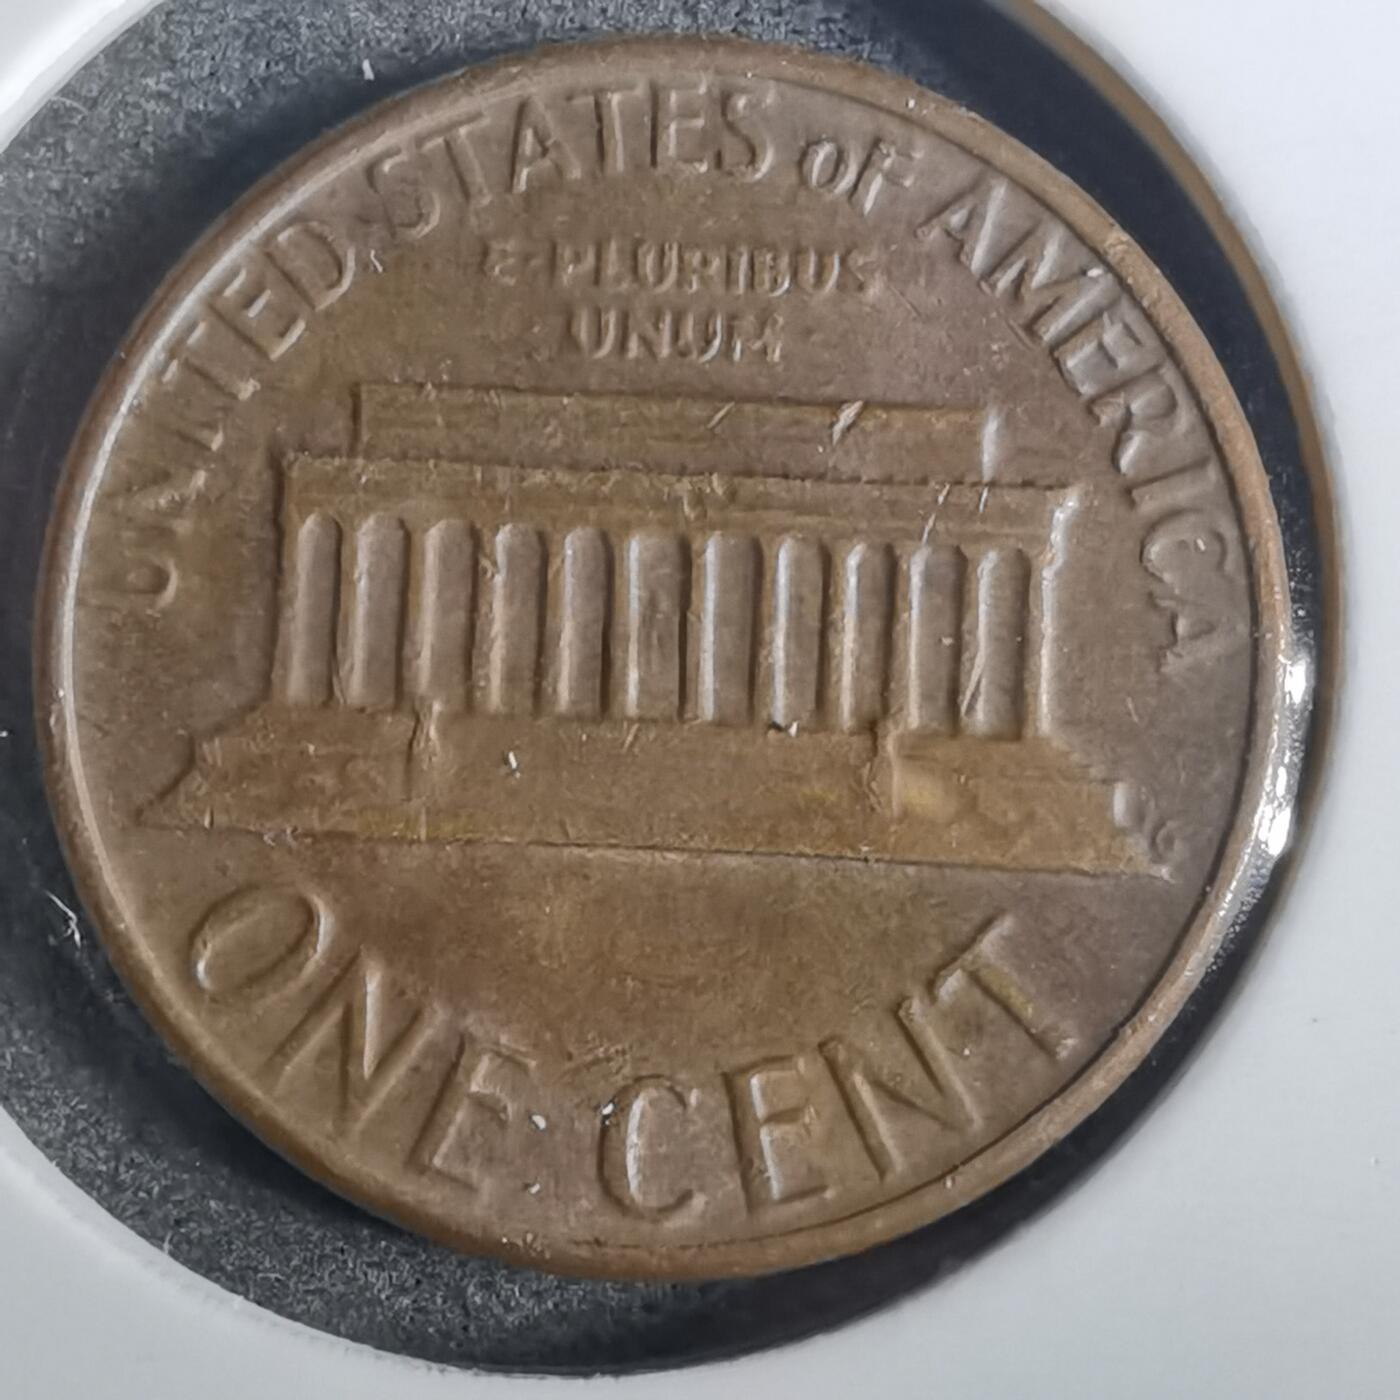 UNITED STATES OF AMERICA
E PLURIBUS
UNUM
ONE CENT